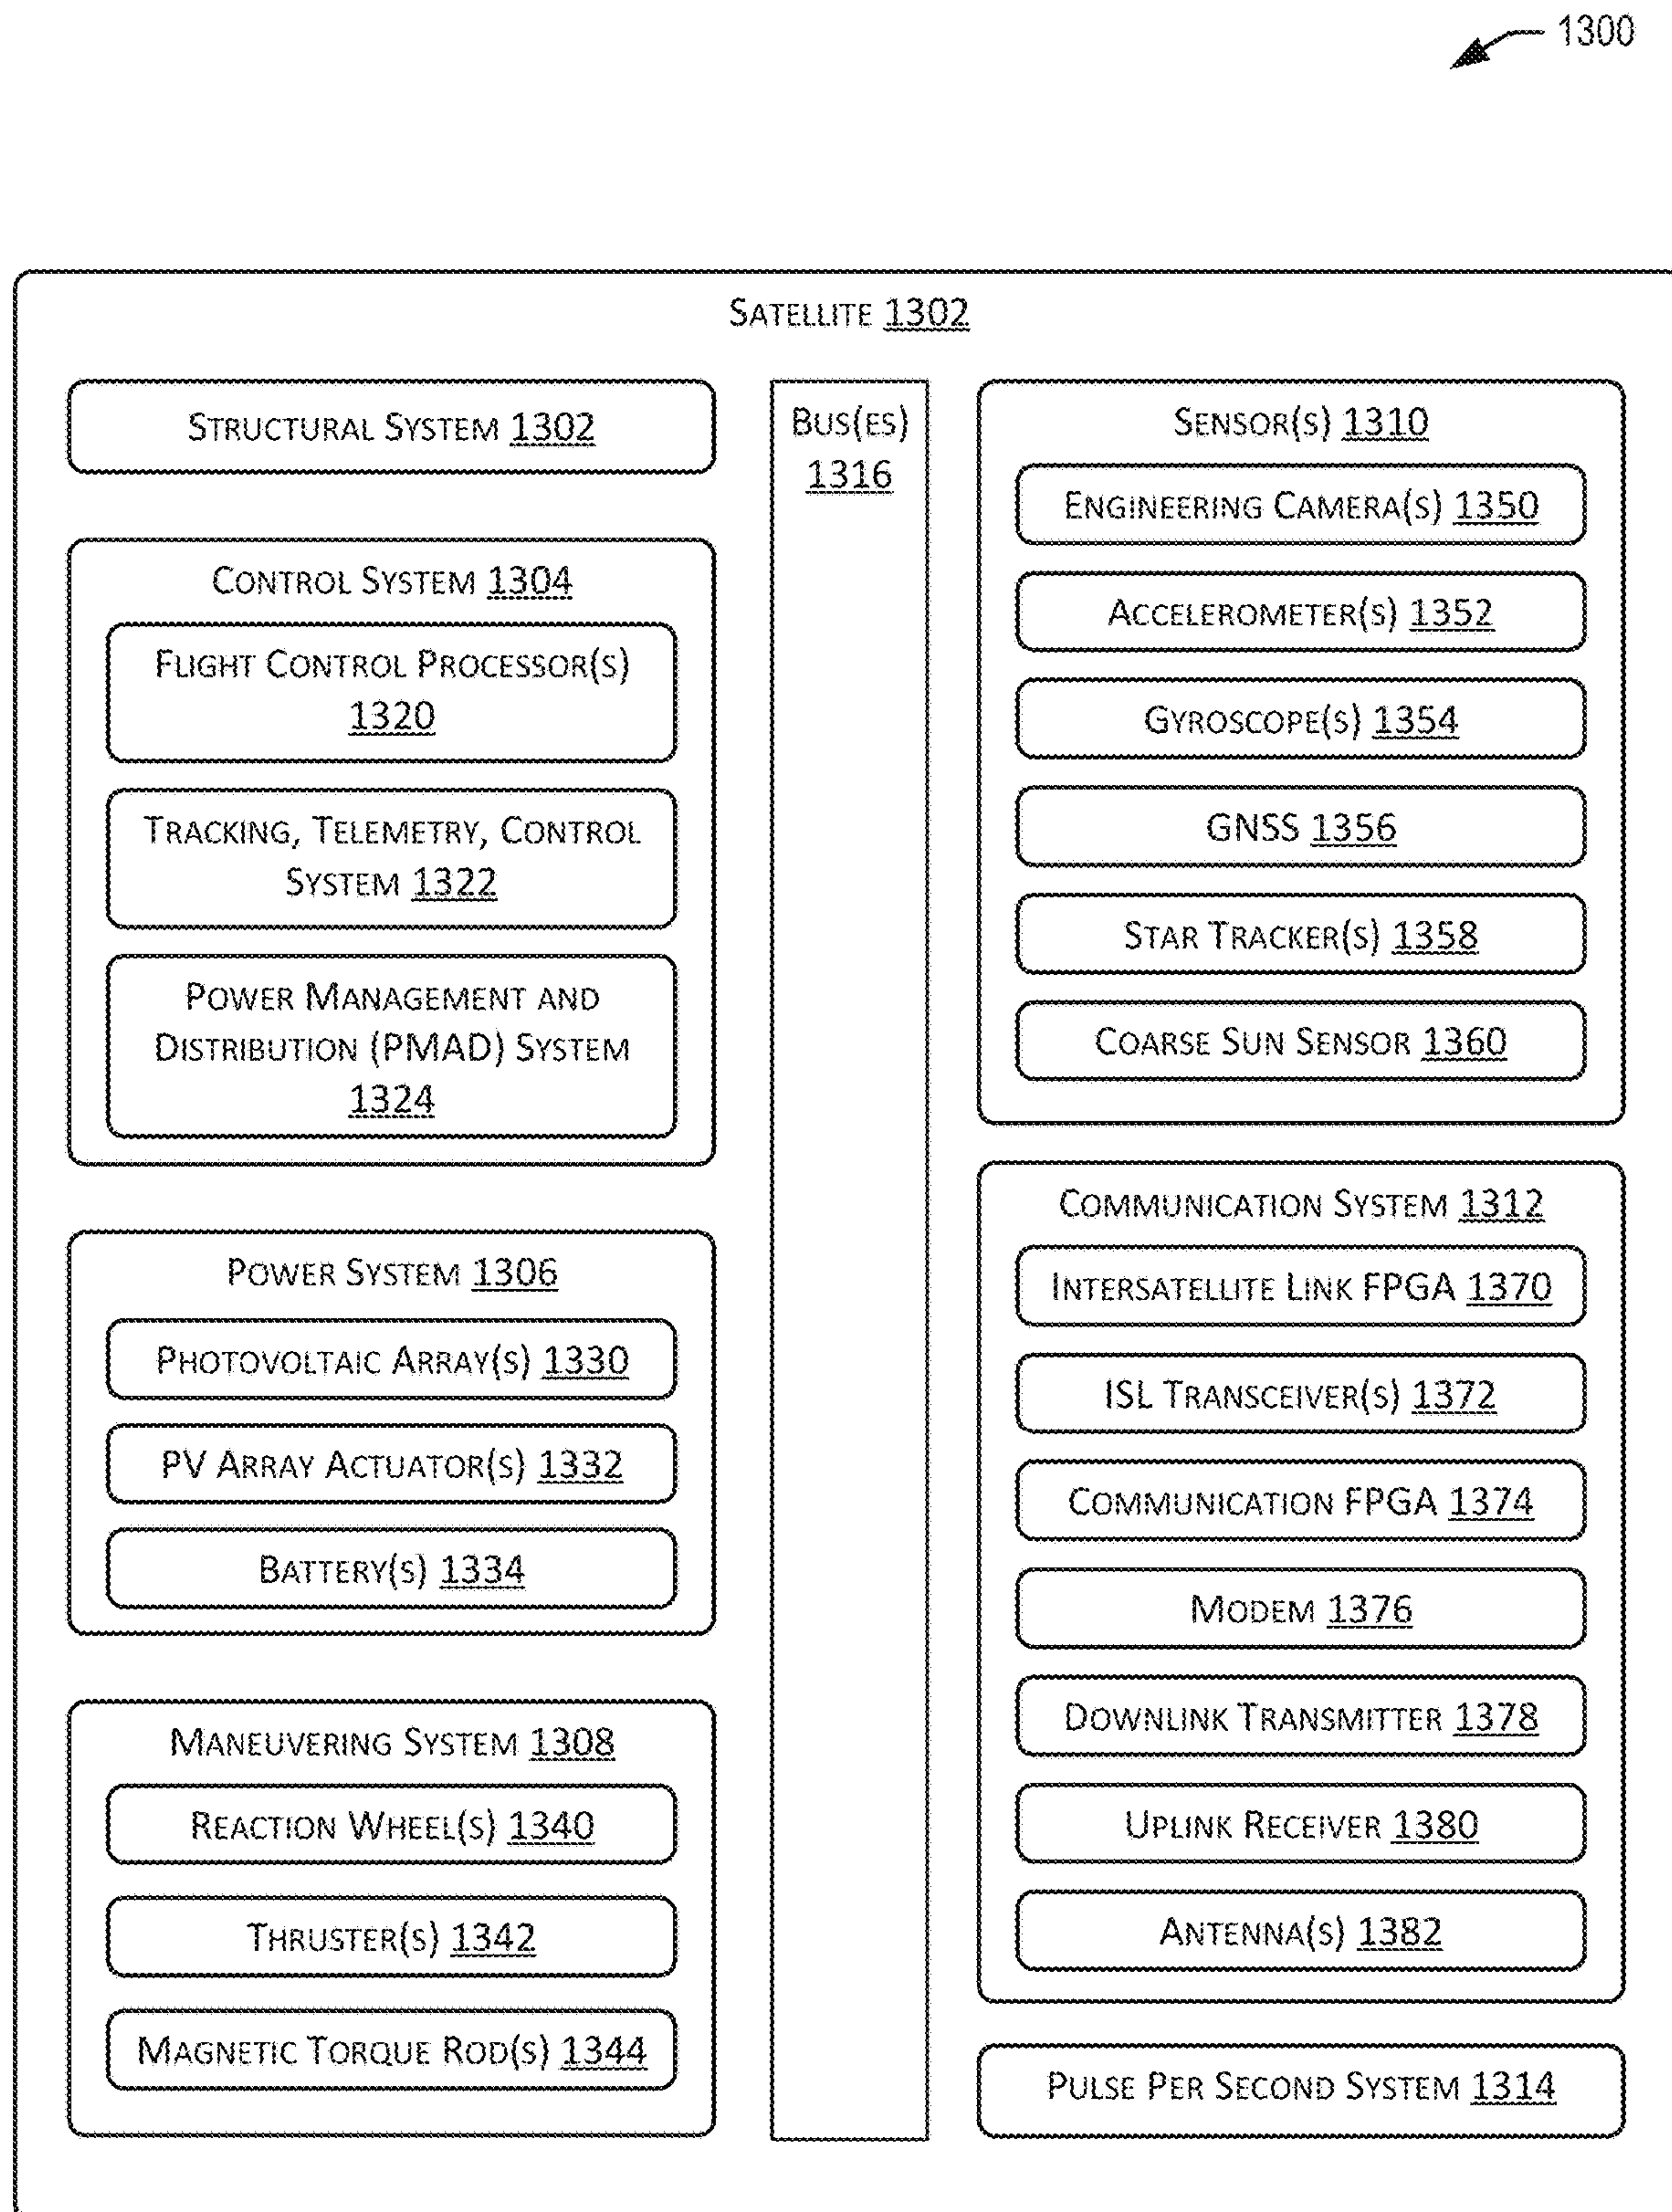 1300
SATELLITE 1302
STRUCTURAL SYSTEM 1302
CONTROL SYSTEM 1304
FLIGHT CONTROL PROCESSOR(S)
1320
TRACKING, TELEMETRY, CONTROL
SYSTEM 1322
POWER MANAGEMENT AND
DISTRIBUTION (PMAD) SYSTEM
1324
POWER SYSTEM 1306
PHOTOVOLTAIC ARRAY(S) 1330
PV ARRAY ACTUATOR(S) 1332
BATTERY(S) 1334
MANEUVERING SYSTEM 1308
REACTION WHEEL(S) 1340
THRUSTER(S) 1342
MAGNETIC TORQUE ROD(S) 1344
BUS(ES)
1316
SENSOR(S) 1310
ENGINEERING CAMERA(S) 1350
ACCELEROMETER(S) 1352
GYROSCOPE(S) 1354
GNSS 1356
STAR TRACKER(S) 1358
COARSE SUN SENSOR 1360
COMMUNICATION SYSTEM 1312
INTERSATELLITE LINK FPGA 1370
ISL TRANSCEIVER(S) 1372
COMMUNICATION FPGA 1374
MODEM 1376
DOWNLINK TRANSMITTER 1378
UPLINK RECEIVER 1380
ANTENNA(S) 1382
PULSE PER SECOND SYSTEM 1314